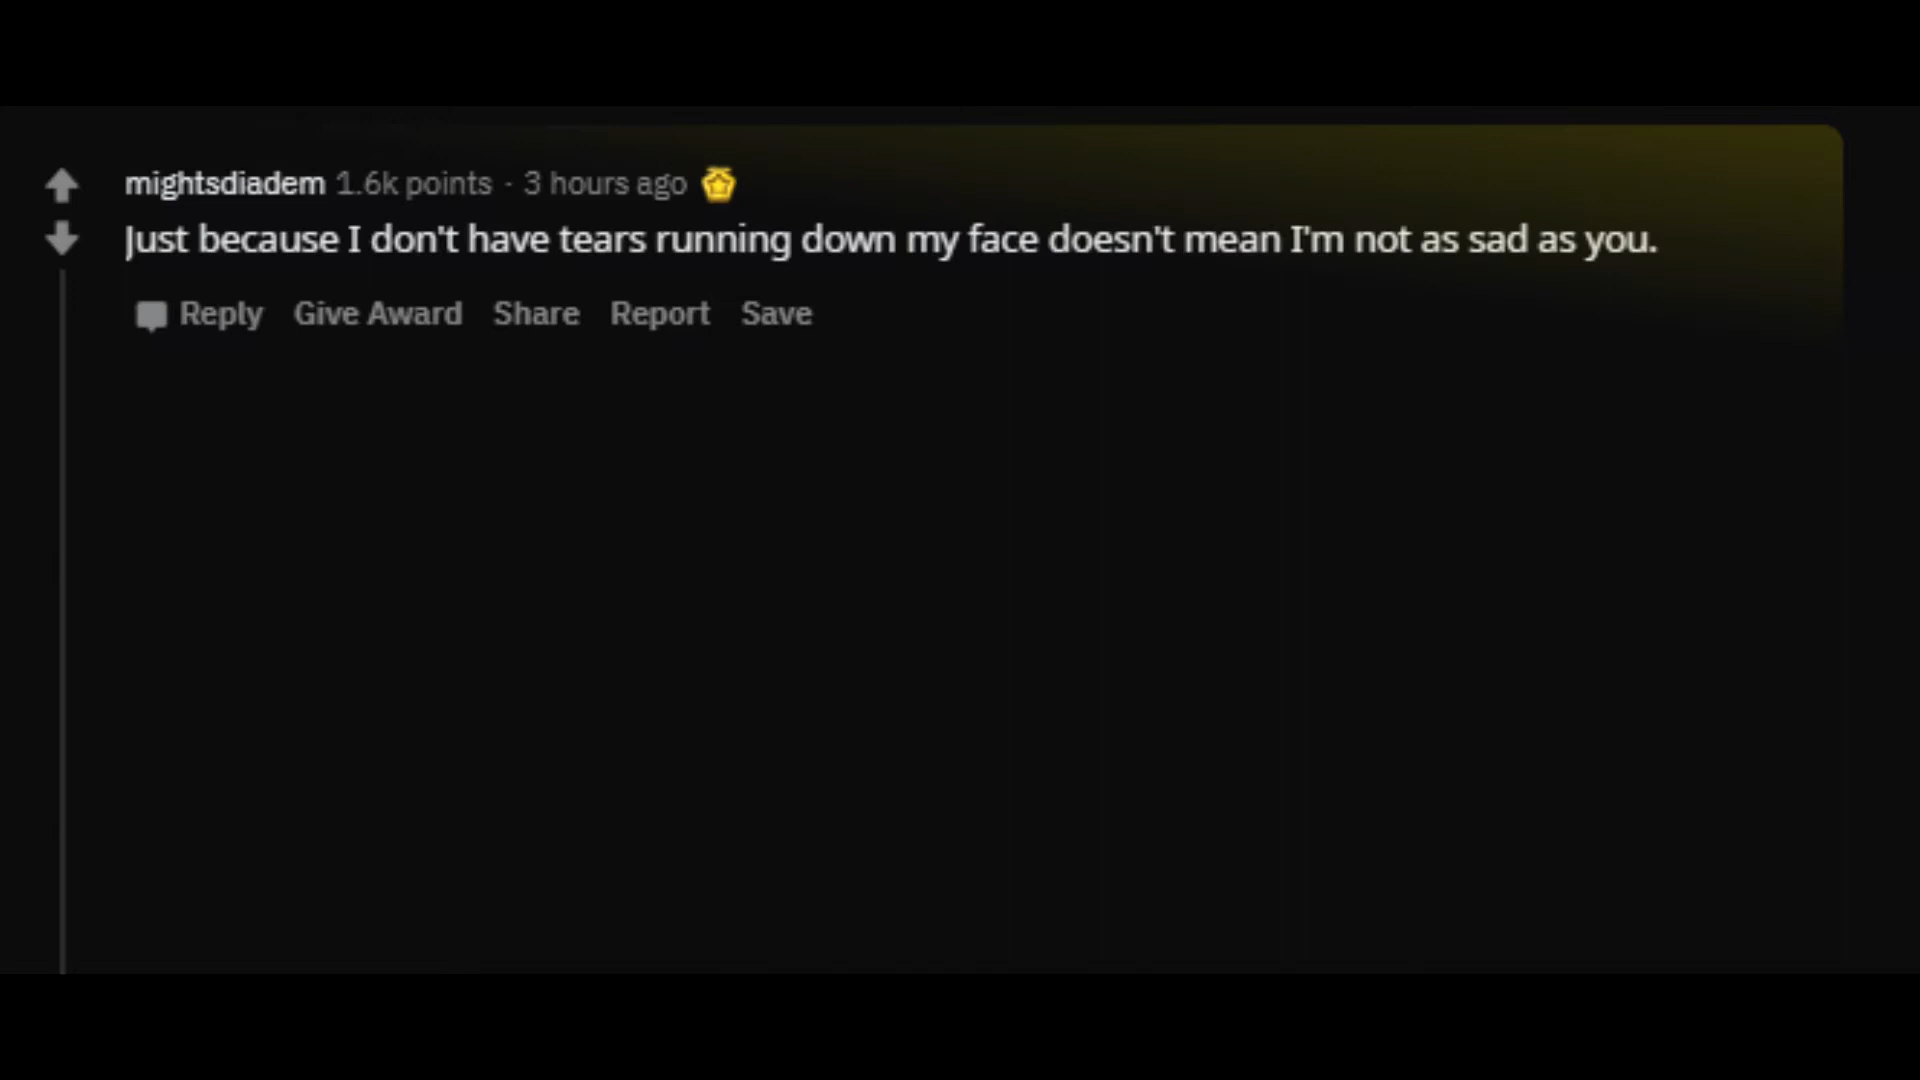 mightsdiadem 1.6k points · 3 hours ago
Just because I don't have tears running down my face doesn't mean I'm not as sad as you.
Reply Give Award Share Report Save